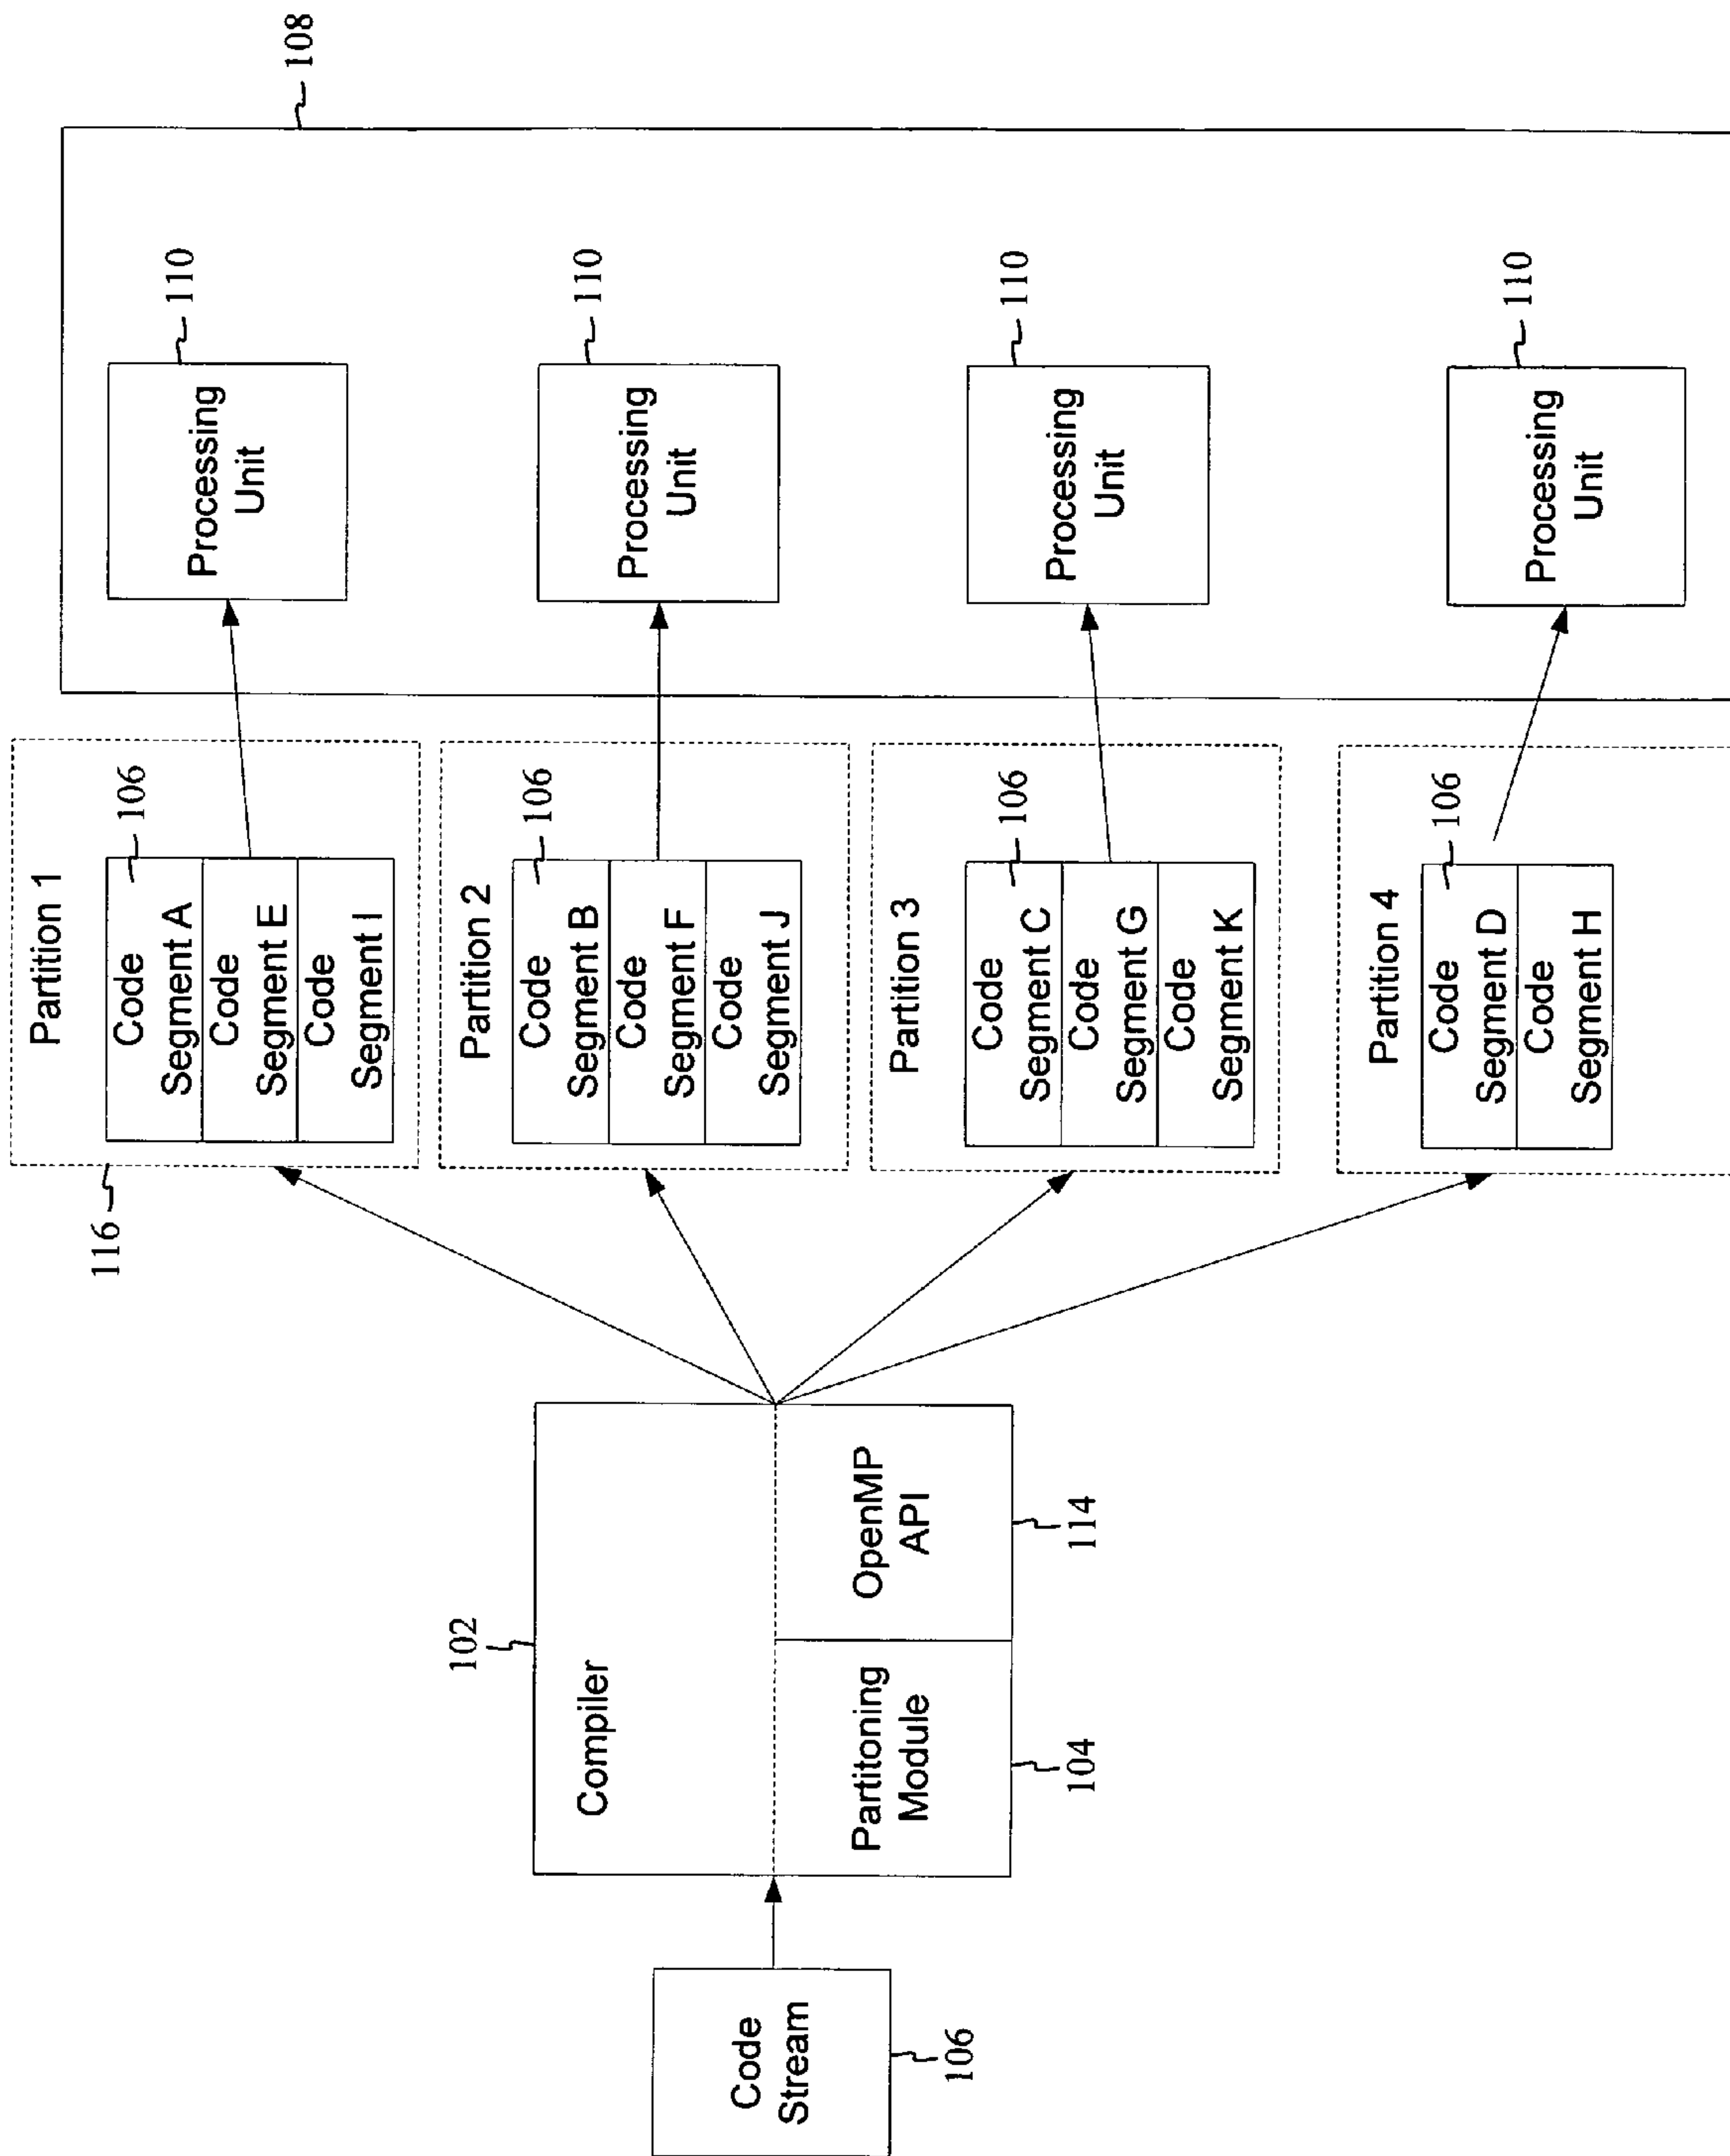 Code
Stream
106
Compiler
102
Partitoning
Module
104
OpenMP
API
114
116
Partition 1
Code
Segment A
106
Code
Segment E
Code
Segment I
Partition 2
Code
Segment B
106
Code
Segment F
Code
Segment J
Partition 3
Code
Segment C
106
Code
Segment G
Code
Segment K
Partition 4
Code
Segment D
106
Code
Segment H
108
Processing
Unit
110
Processing
Unit
110
Processing
Unit
110
Processing
Unit
110